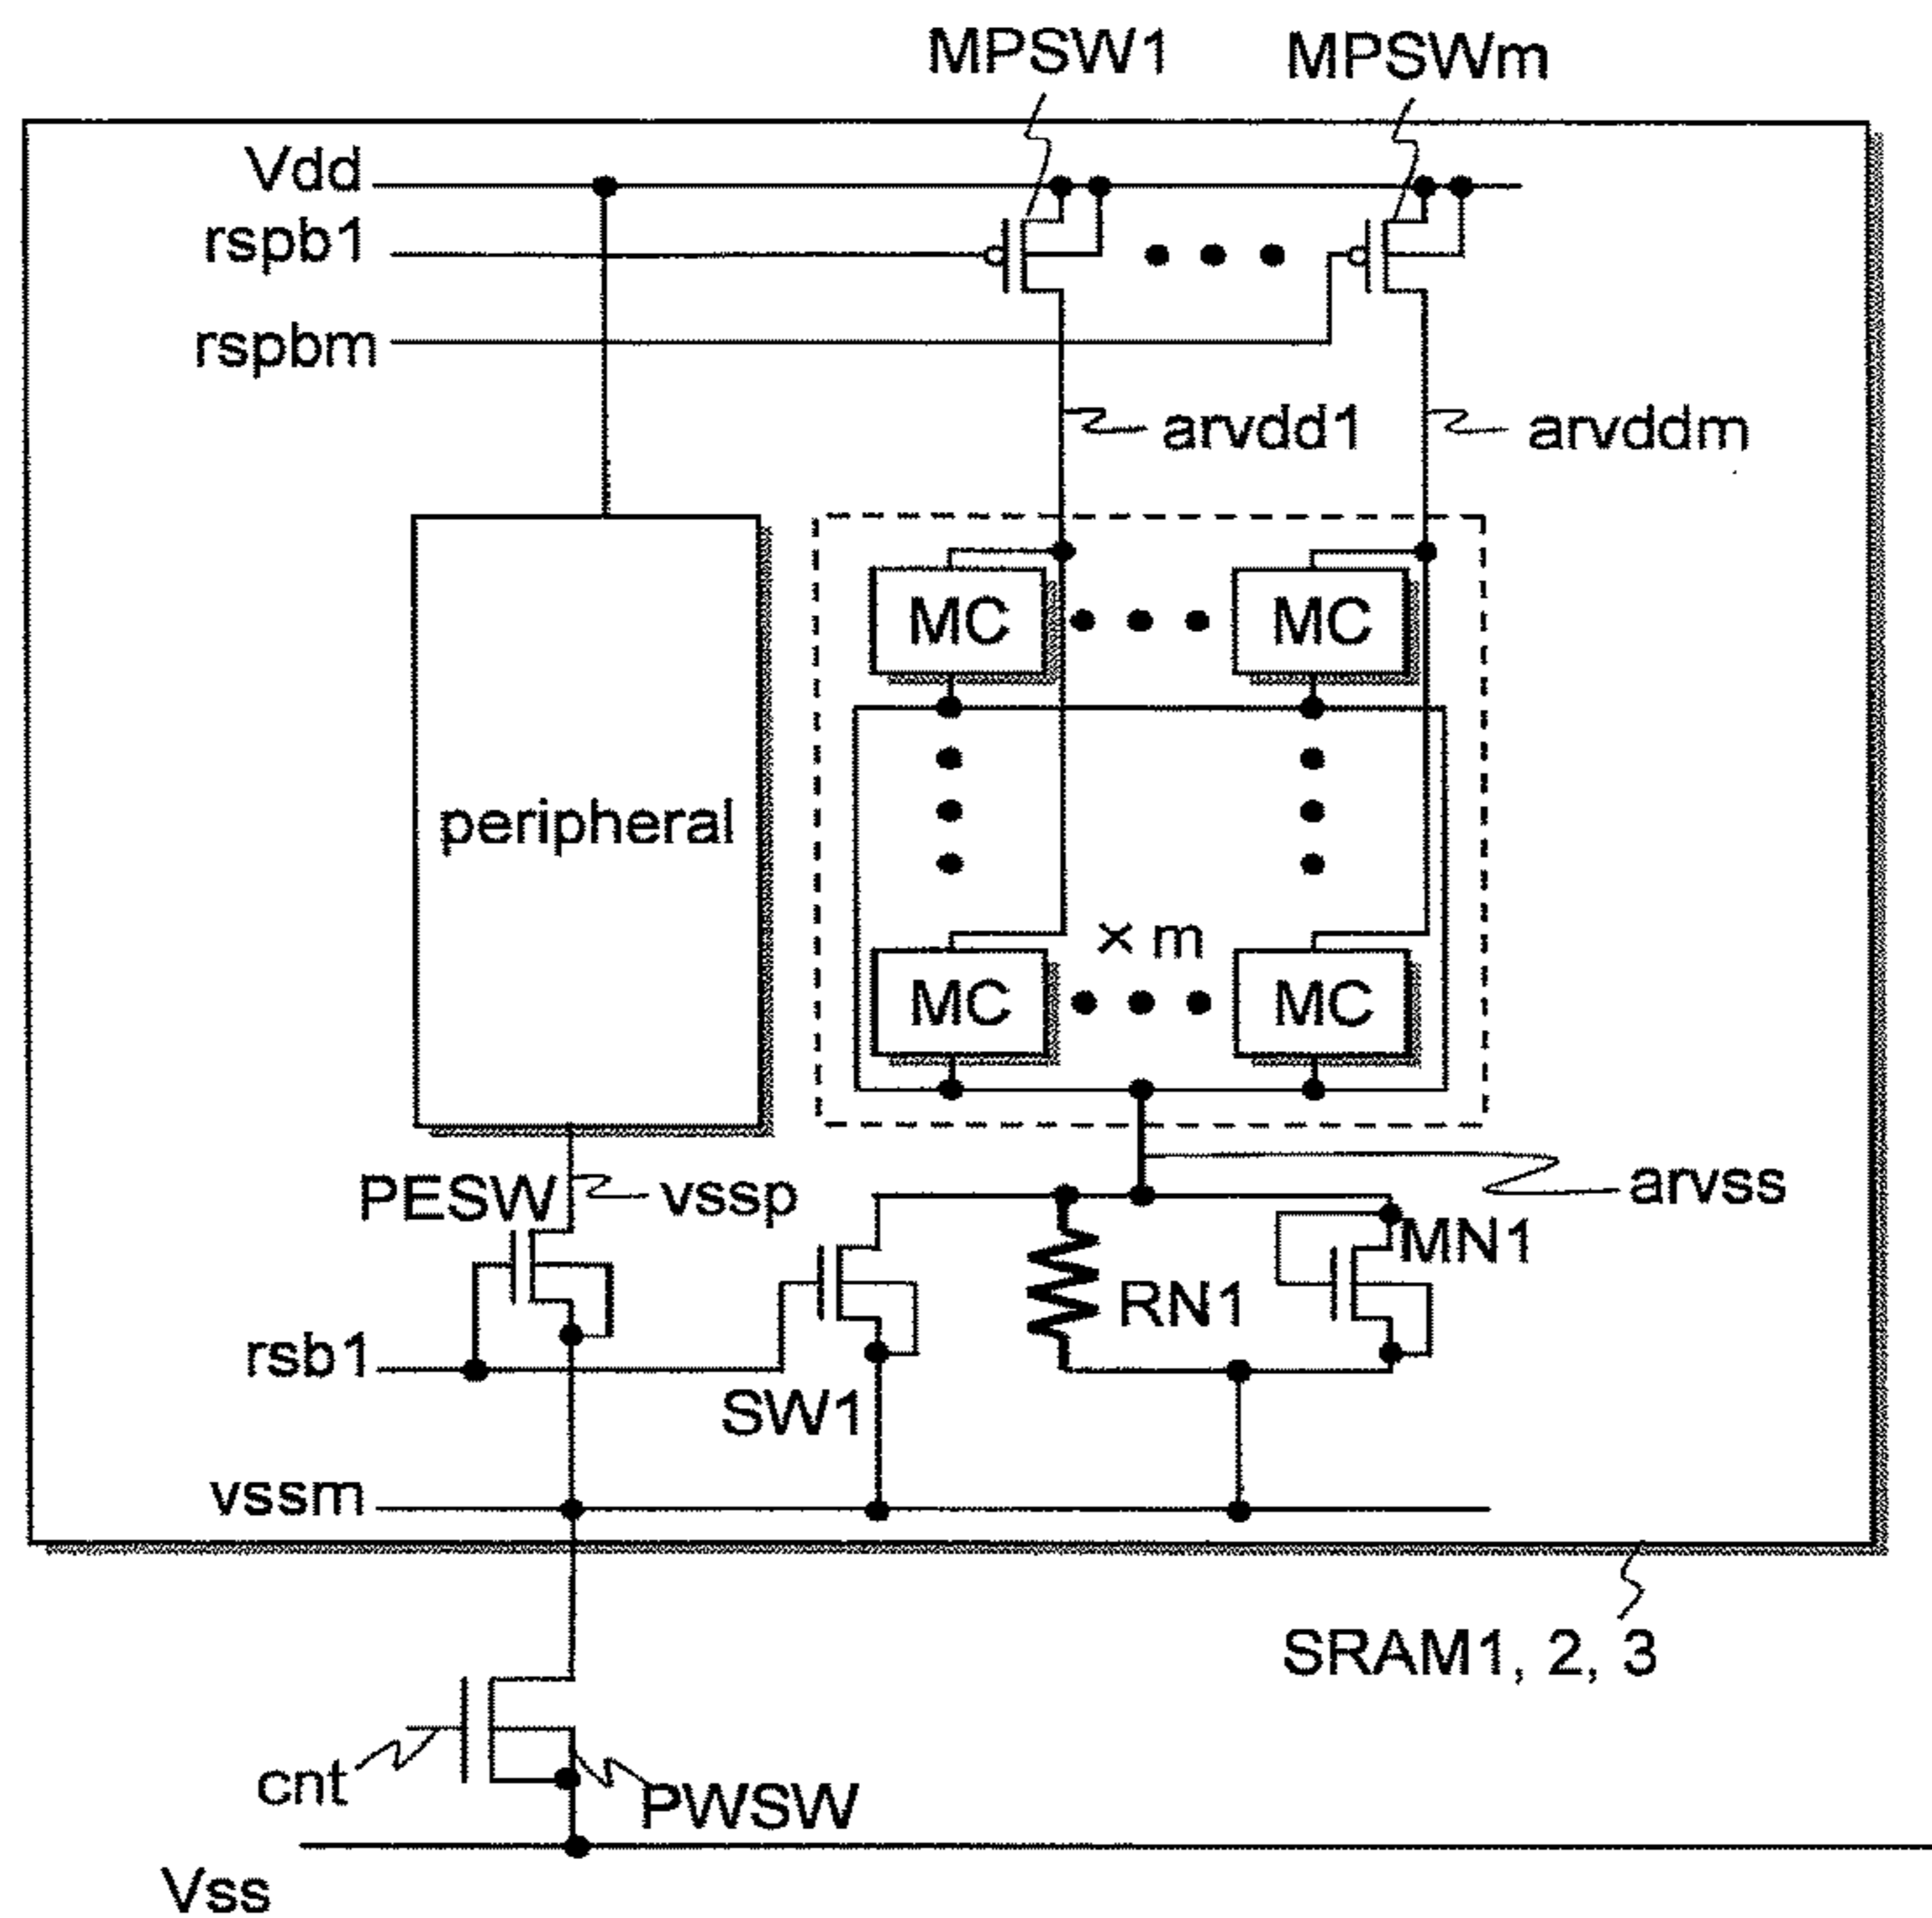 MPSW1 MPSWm
Vdd
rspb1
rspbm
arvdd1 arvddm
MC MC
peripheral
× m
MC MC
PESW vssp arvss
MN1
RN1
rsb1
SW1
vssm
SRAM1, 2, 3
cnt PWSW
Vss